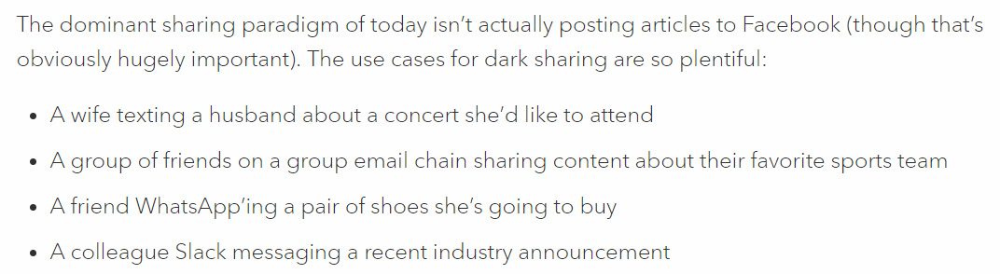 The dominant sharing paradigm of today isn’t actually posting articles to Facebook (though that’s
obviously hugely important). The use cases for dark sharing are so plentiful:
• A wife texting a husband about a concert she’d like to attend
• A group of friends on a group email chain sharing content about their favorite sports team
• A friend WhatsApp’ing a pair of shoes she’s going to buy
• A colleague Slack messaging a recent industry announcement